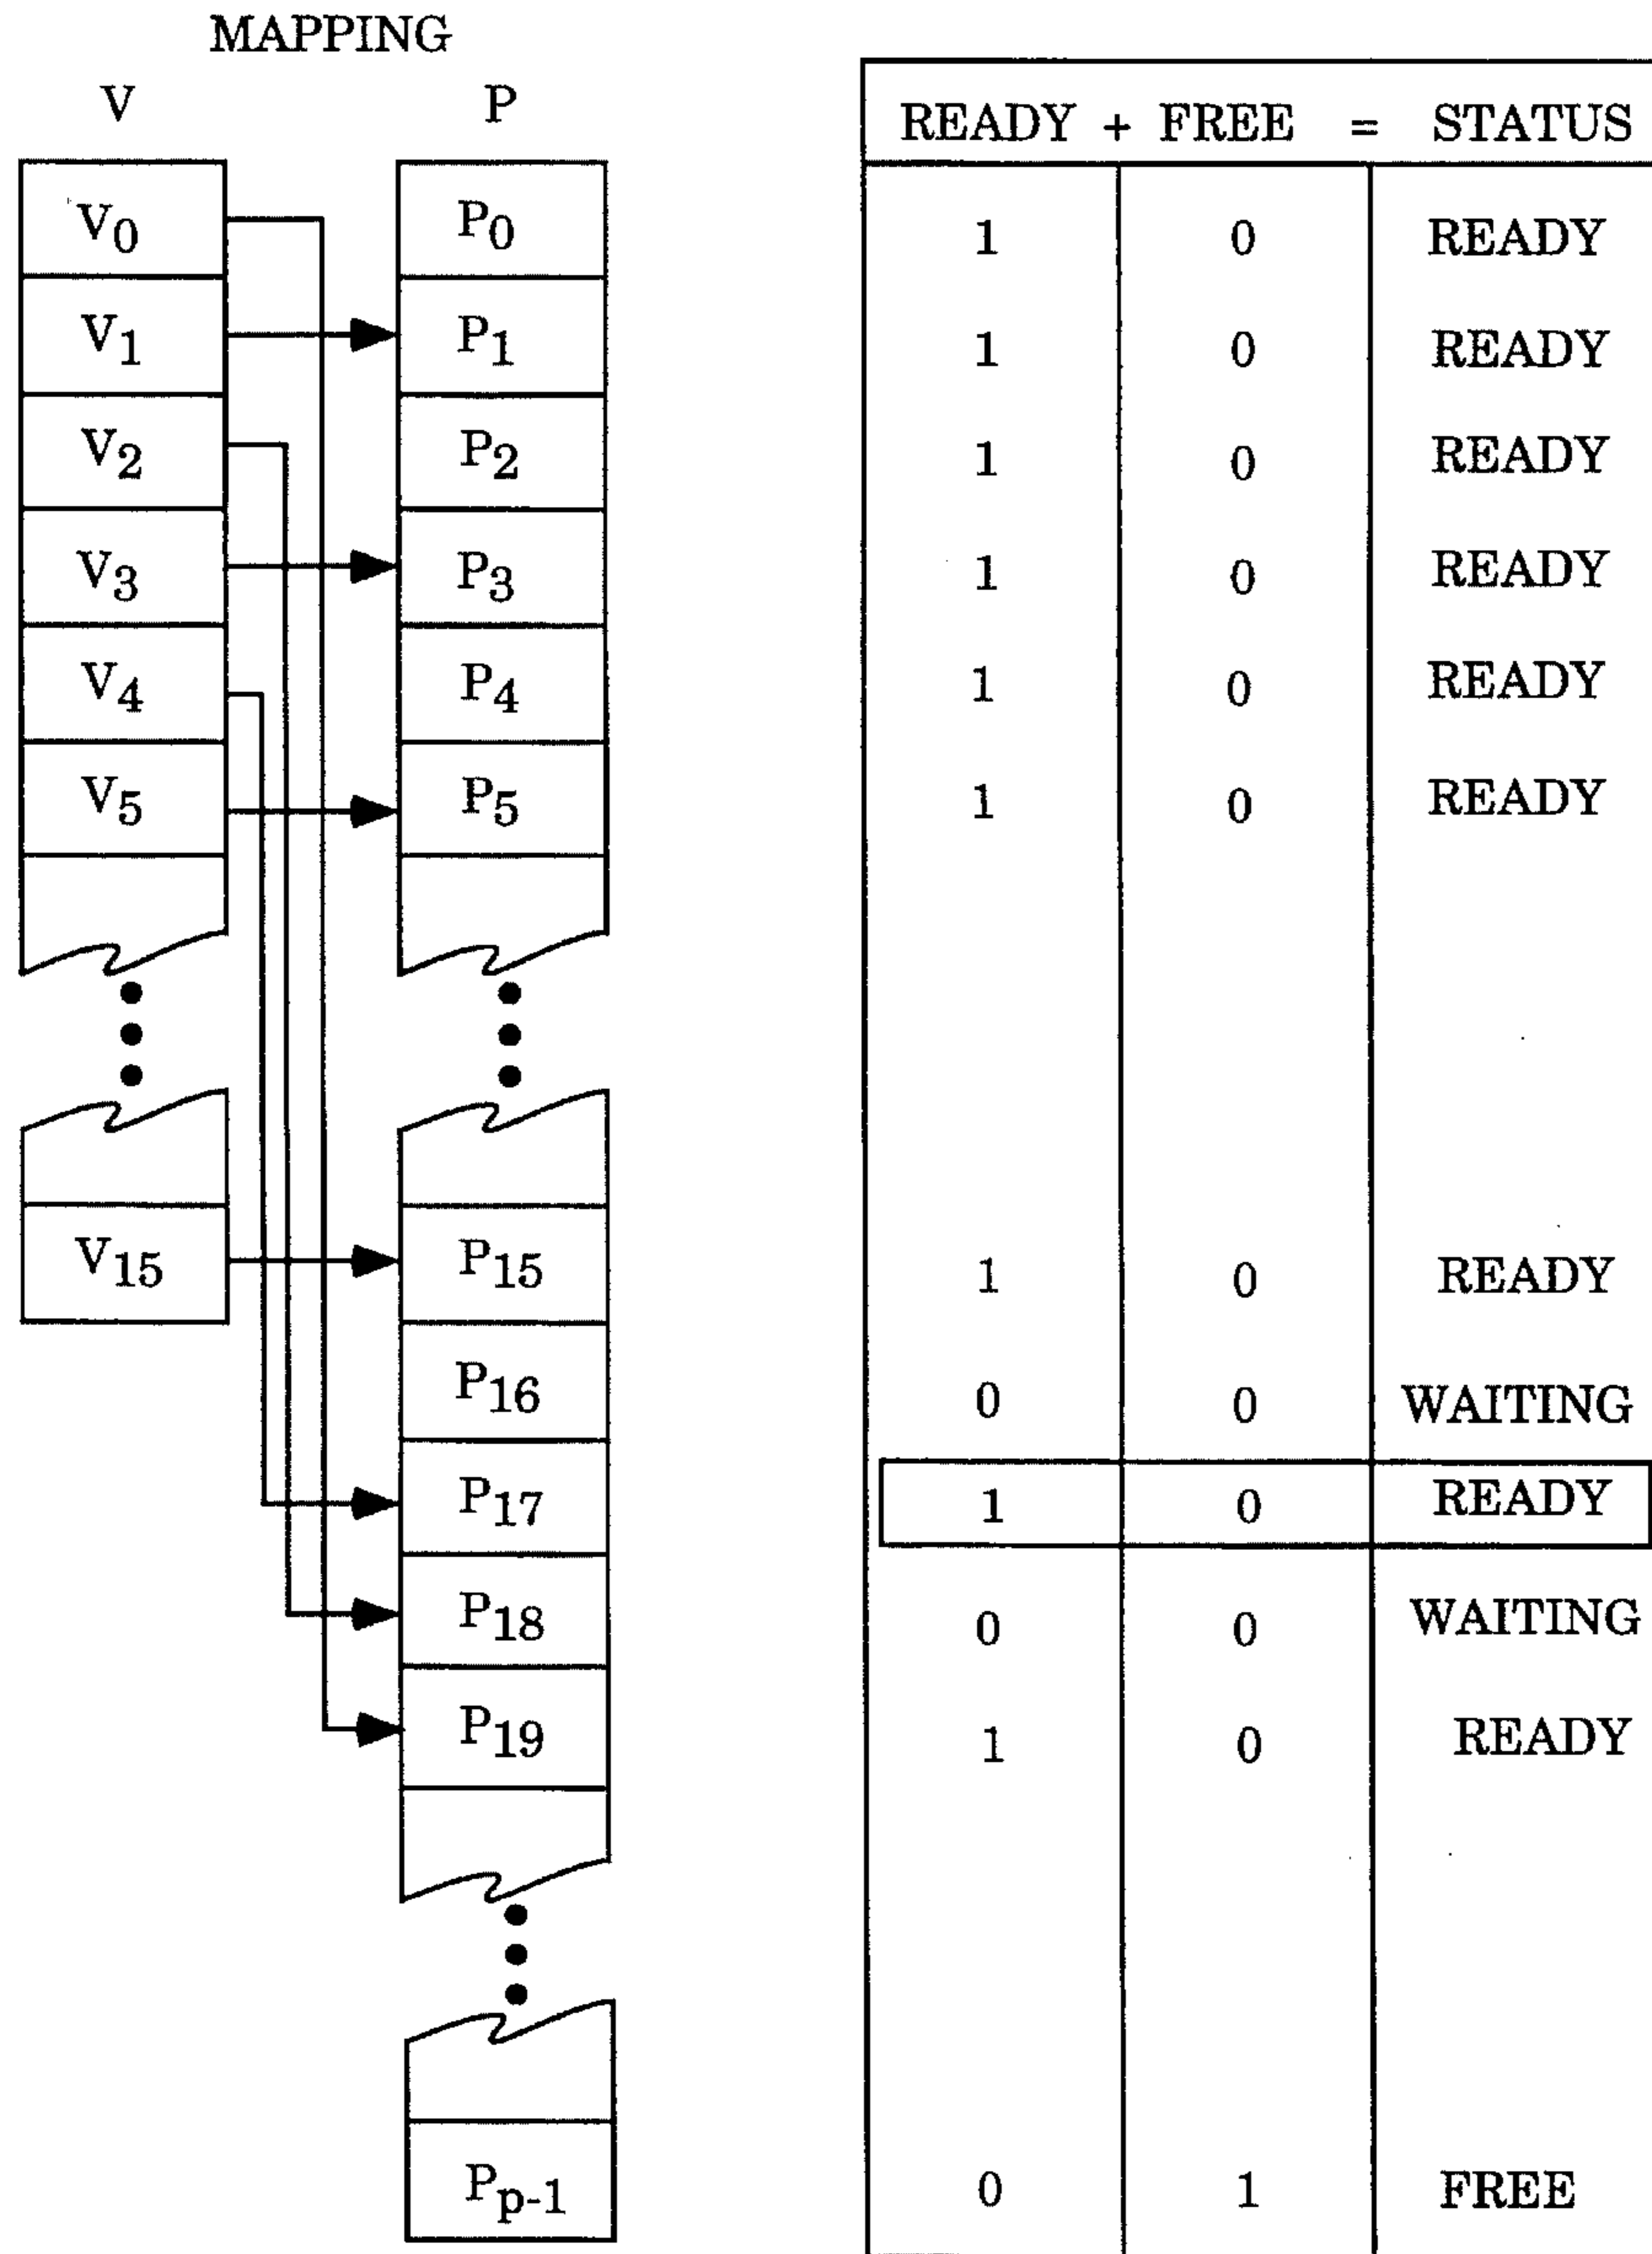 MAPPING
V P
READY + FREE = STATUS
V0 P0 1 0 READY
V1 P1 1 0 READY
V2 P2 1 0 READY
V3 P3 1 0 READY
V4 P4 1 0 READY
V5 P5 1 0 READY
V15 P15 1 0 READY
P16 0 0 WAITING
P17 1 0 READY
P18 0 0 WAITING
P19 1 0 READY
Pp-1 0 1 FREE